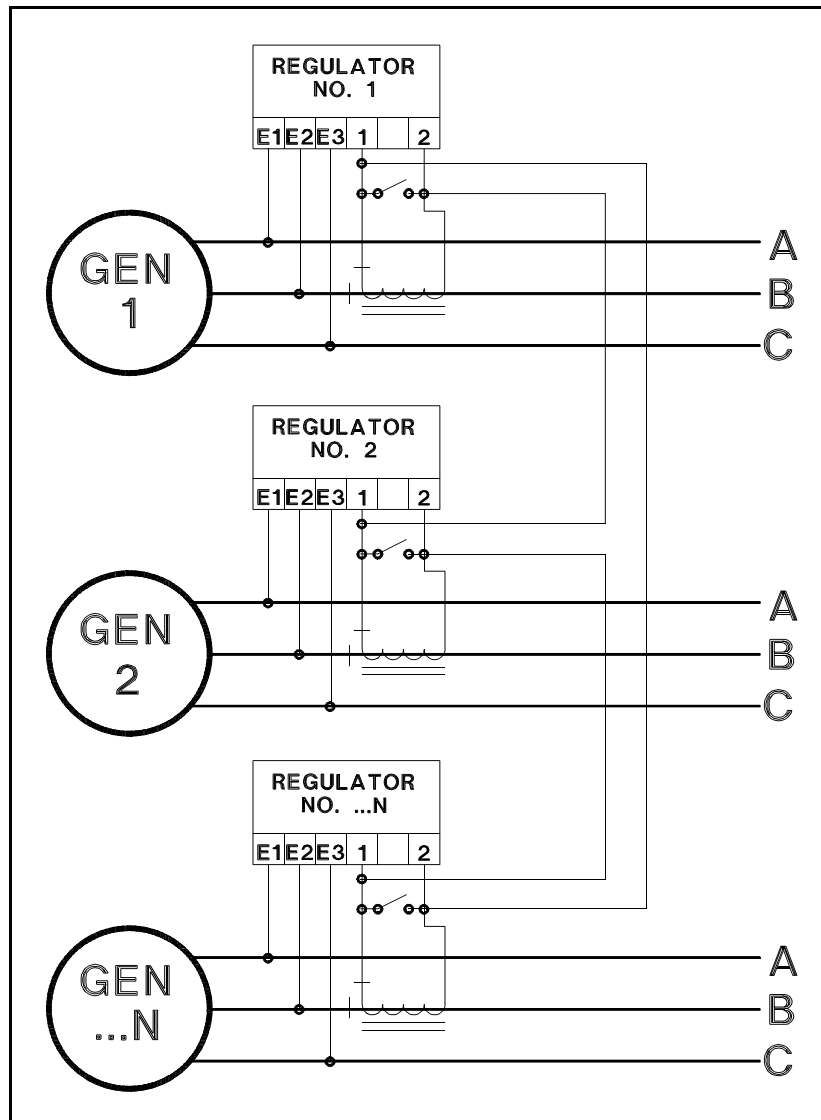 REGULATOR
NO. 1
E1 E2 E3 1 2
GEN
1
A
B
C
REGULATOR
NO. 2
E1 E2 E3 1 2
GEN
2
A
B
C
REGULATOR
NO. ...N
E1 E2 E3 1 2
GEN
...N
A
B
C